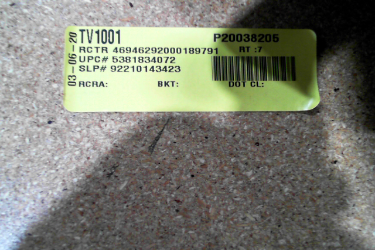 03-06-20
TV1001 P20038205
RCTR 46946292000189791 RT :7
UPC# 5381834072
SLP# 92210143423
RCRA: BKT: DOT CL: